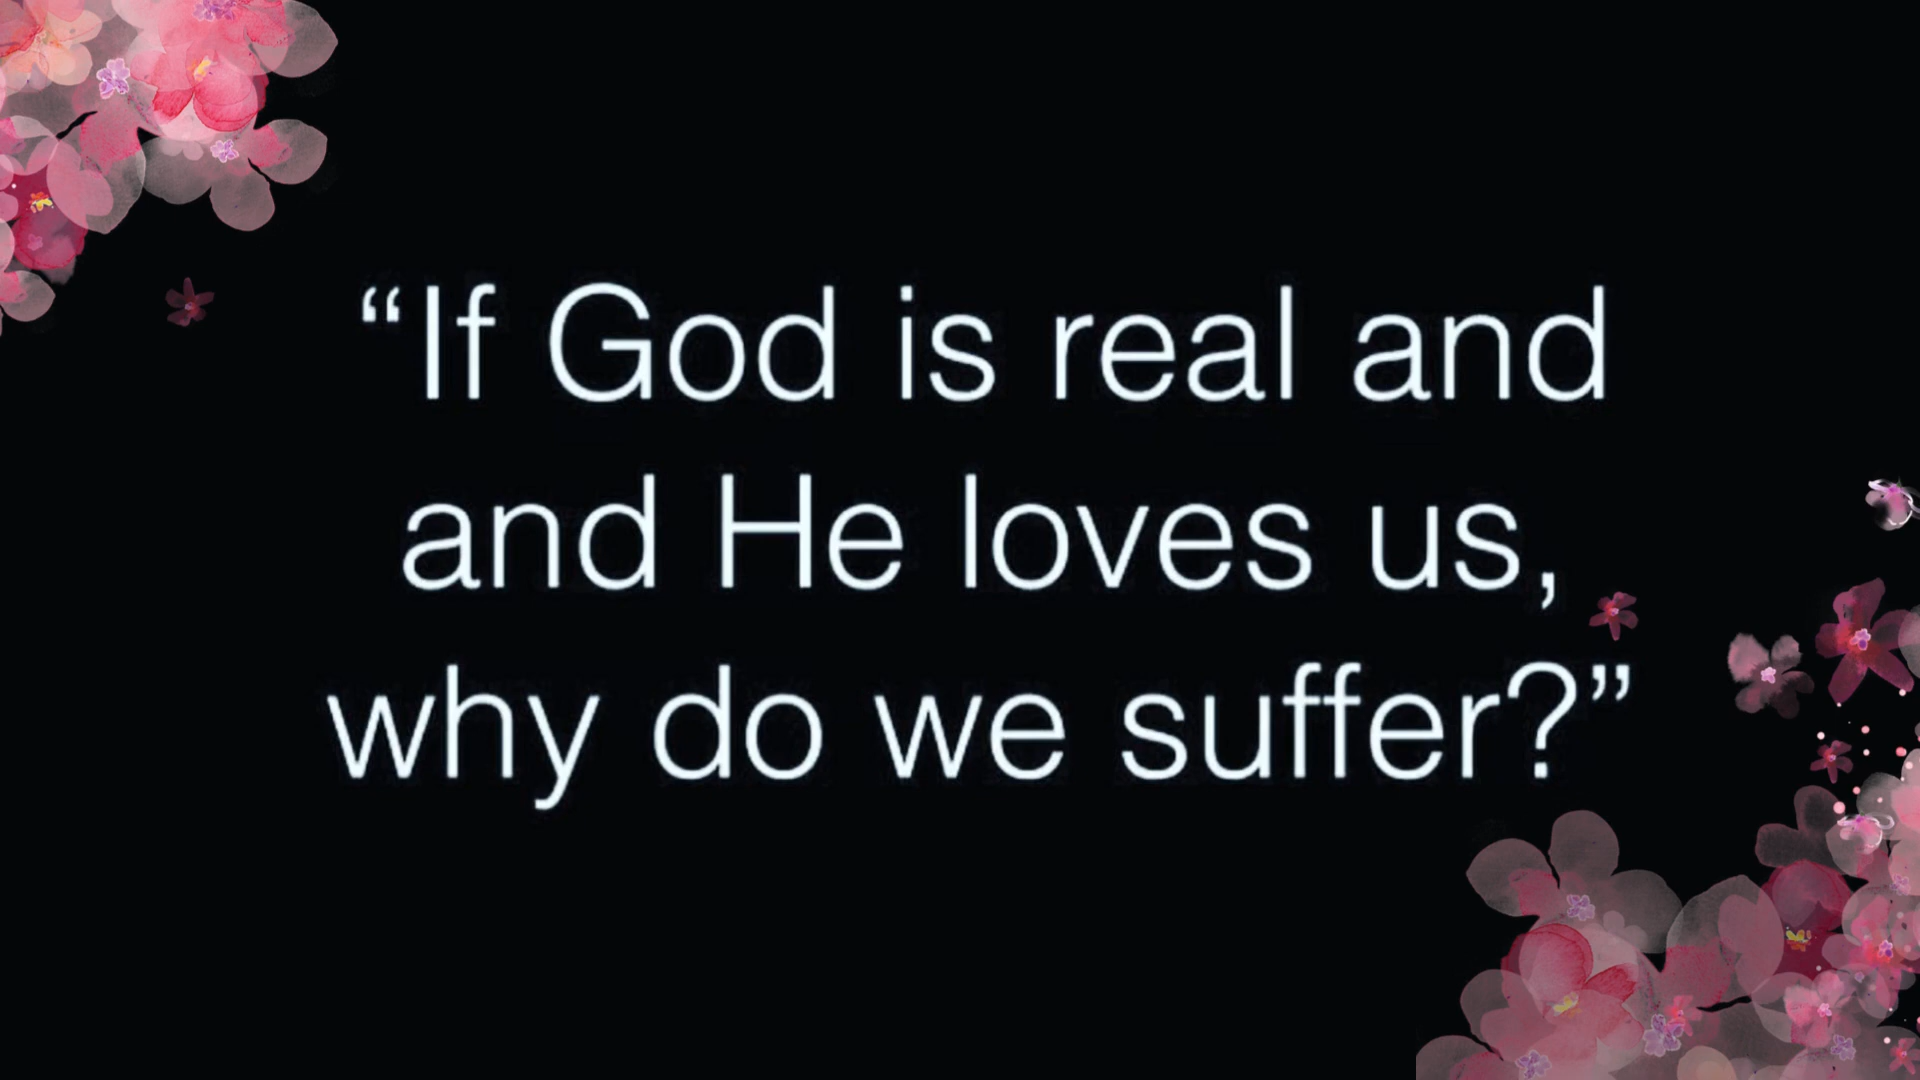 “If God is real and
and He loves us,
why do we suffer?”